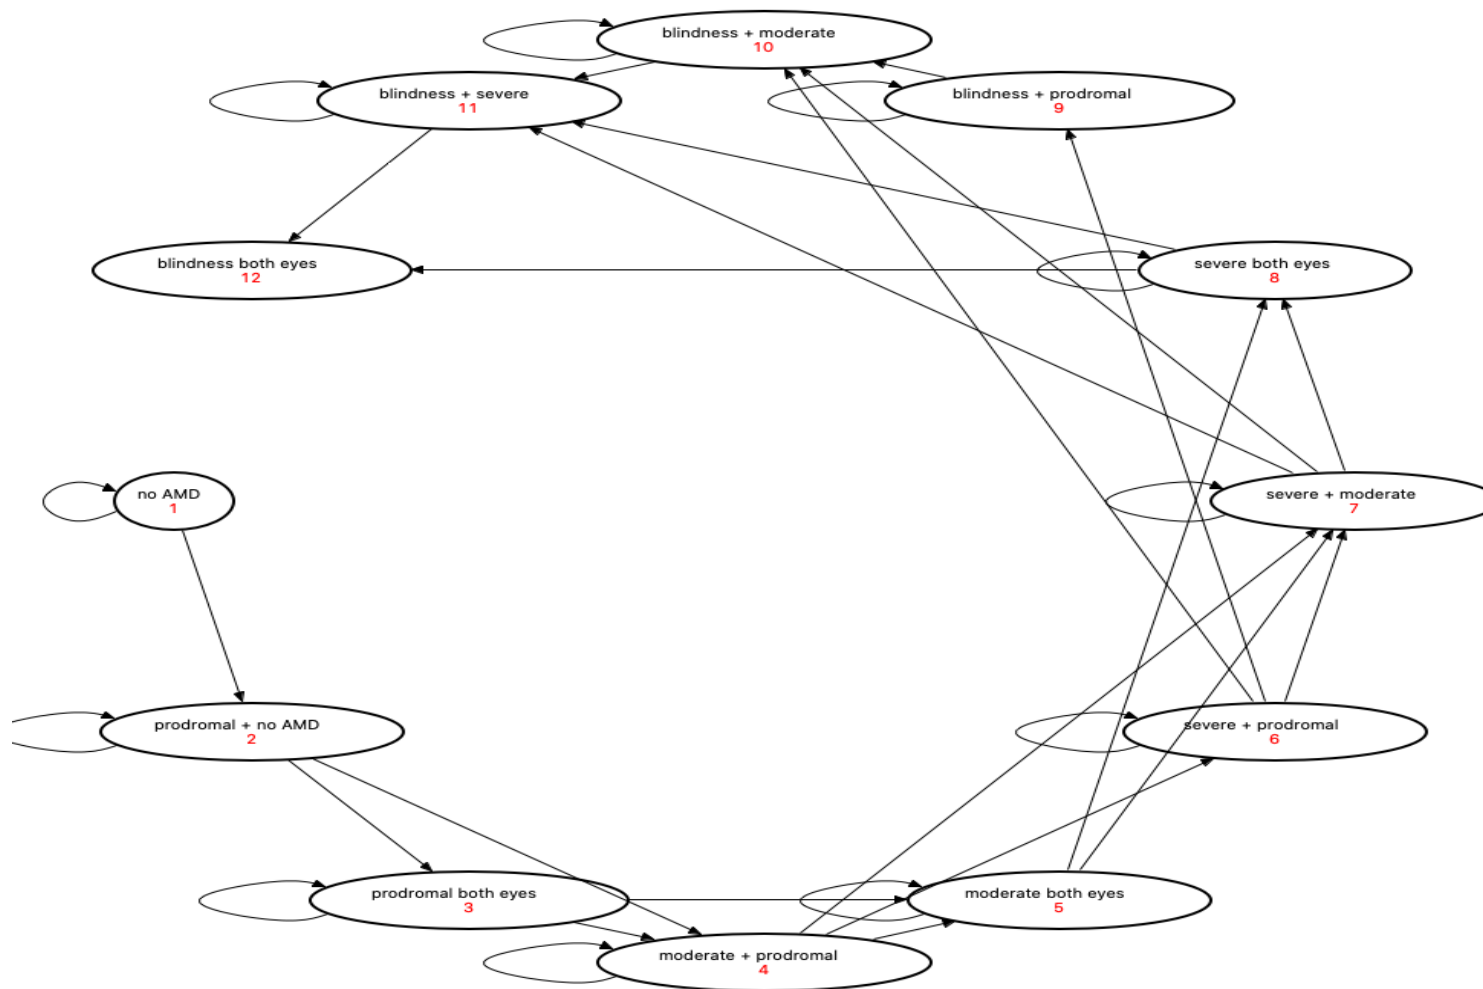 blindness + moderate
10
blindness + severe
11
blindness + prodromal
9
blindness both eyes
12
severe both eyes
8
no AMD
1
severe + moderate
7
prodromal + no AMD
2
severe + prodromal
6
prodromal both eyes
3
moderate both eyes
5
moderate + prodromal
4